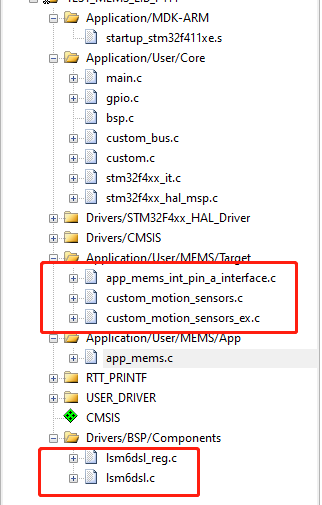 Application/MDK-ARM
startup_stm32f411xe.s
Application/User/Core
main.c
gpio.c
bsp.c
custom_bus.c
custom.c
stm32f4xx_it.c
stm32f4xx_hal_msp.c
Drivers/STM32F4xx_HAL_Driver
Drivers/CMSIS
Application/User/MEMS/Target
app_mems_int_pin_a_interface.c
custom_motion_sensors.c
custom_motion_sensors_ex.c
Application/User/MEMS/App
app_mems.c
RTT_PRINTF
USER_DRIVER
CMSIS
Drivers/BSP/Components
lsm6dsl_reg.c
lsm6dsl.c